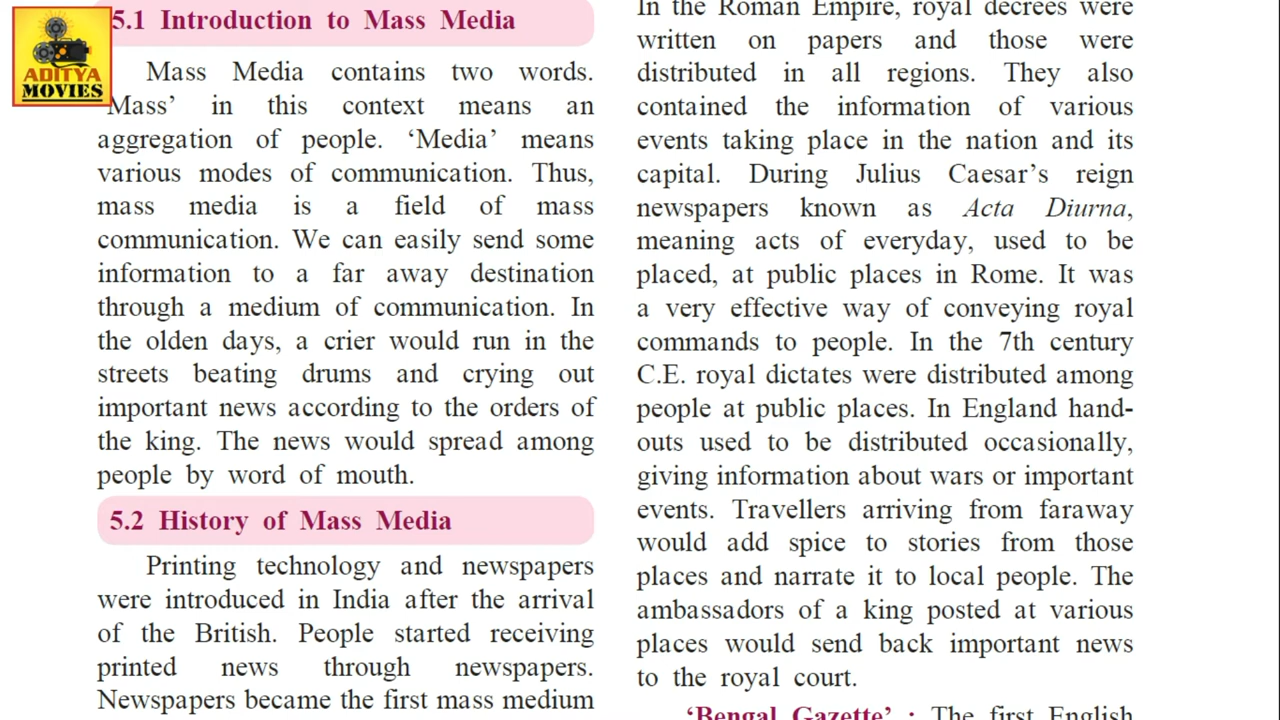 ADITYA
MOVIES
5.1 Introduction to Mass Media
Mass Media contains two words.
Mass’ in this context means an
aggregation of people. ‘Media’ means
various modes of communication. Thus,
mass media is a field of mass
communication. We can easily send some
information to a far away destination
through a medium of communication. In
the olden days, a crier would run in the
streets beating drums and crying out
important news according to the orders of
the king. The news would spread among
people by word of mouth.
5.2 History of Mass Media
Printing technology and newspapers
were introduced in India after the arrival
of the British. People started receiving
printed news through newspapers.
Newspapers became the first mass medium
In the Roman Empire, royal decrees were
written on papers and those were
distributed in all regions. They also
contained the information of various
events taking place in the nation and its
capital. During Julius Caesar’s reign
newspapers known as Acta Diurna,
meaning acts of everyday, used to be
placed, at public places in Rome. It was
a very effective way of conveying royal
commands to people. In the 7th century
C.E. royal dictates were distributed among
people at public places. In England hand-
outs used to be distributed occasionally,
giving information about wars or important
events. Travellers arriving from faraway
would add spice to stories from those
places and narrate it to local people. The
ambassadors of a king posted at various
places would send back important news
to the royal court.
‘Bengal Gazette’ : The first English